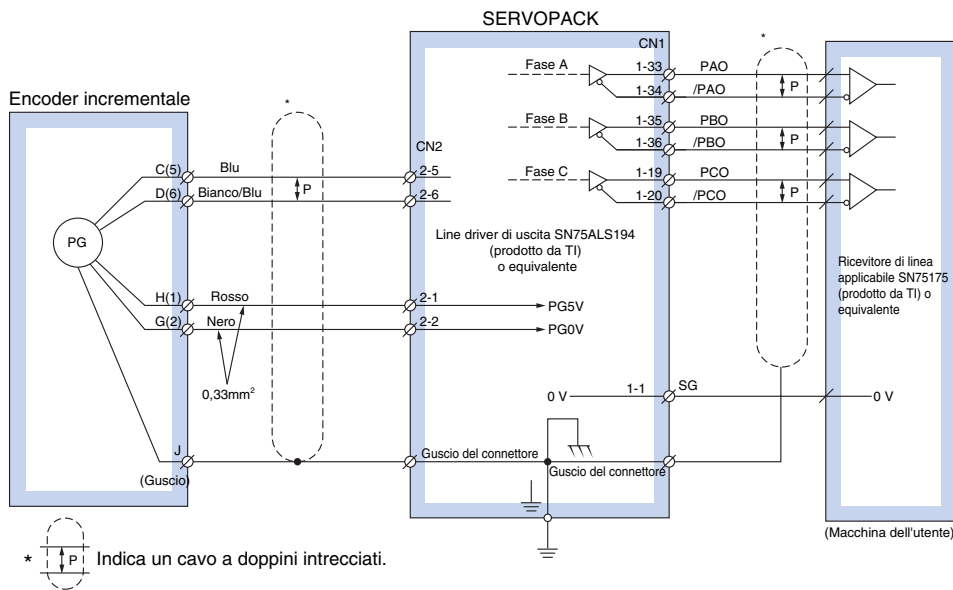 SERVOPACK
CN1
*
Fase A
1-33
PAO
P
1-34
/PAO
Encoder incrementale
*
Fase B
1-35
PBO
P
1-36
/PBO
CN2
C(5)
Blu
2-5
P
D(6)
Bianco/Blu
2-6
Fase C
1-19
PCO
P
1-20
/PCO
PG
Line driver di uscita SN75ALS194
(prodotto da TI)
o equivalente
Ricevitore di linea
applicabile SN75175
(prodotto da TI) o
equivalente
H(1)
Rosso
2-1
PG5V
G(2)
Nero
2-2
PG0V
0,33mm²
0 V
1-1
SG
0 V
J
(Guscio)
Guscio del connettore
Guscio del connettore
(Macchina dell'utente)
* P Indica un cavo a doppini intrecciati.